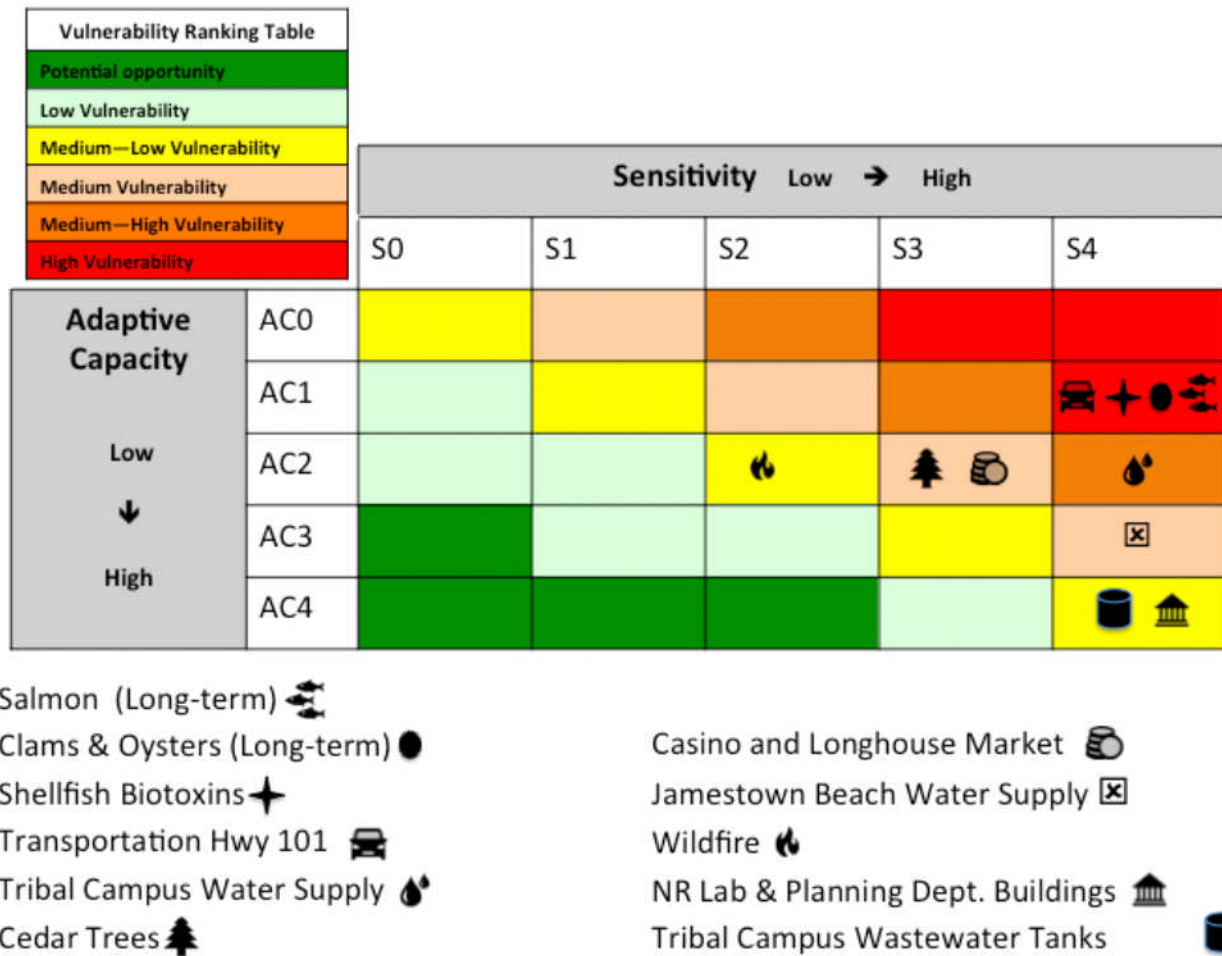 Vulnerability Ranking Table
Potential opportunity
Low Vulnerability
Medium—Low Vulnerability
Medium Vulnerability
Medium—High Vulnerability
High Vulnerability
Sensitivity Low ➔ High
S0 S1 S2 S3 S4
Adaptive
Capacity
Low
🡻
High
AC0
AC1
AC2
AC3
AC4
Salmon (Long-term)
Clams & Oysters (Long-term)
Shellfish Biotoxins
Transportation Hwy 101
Tribal Campus Water Supply
Cedar Trees
Casino and Longhouse Market
Jamestown Beach Water Supply
Wildfire
NR Lab & Planning Dept. Buildings
Tribal Campus Wastewater Tanks